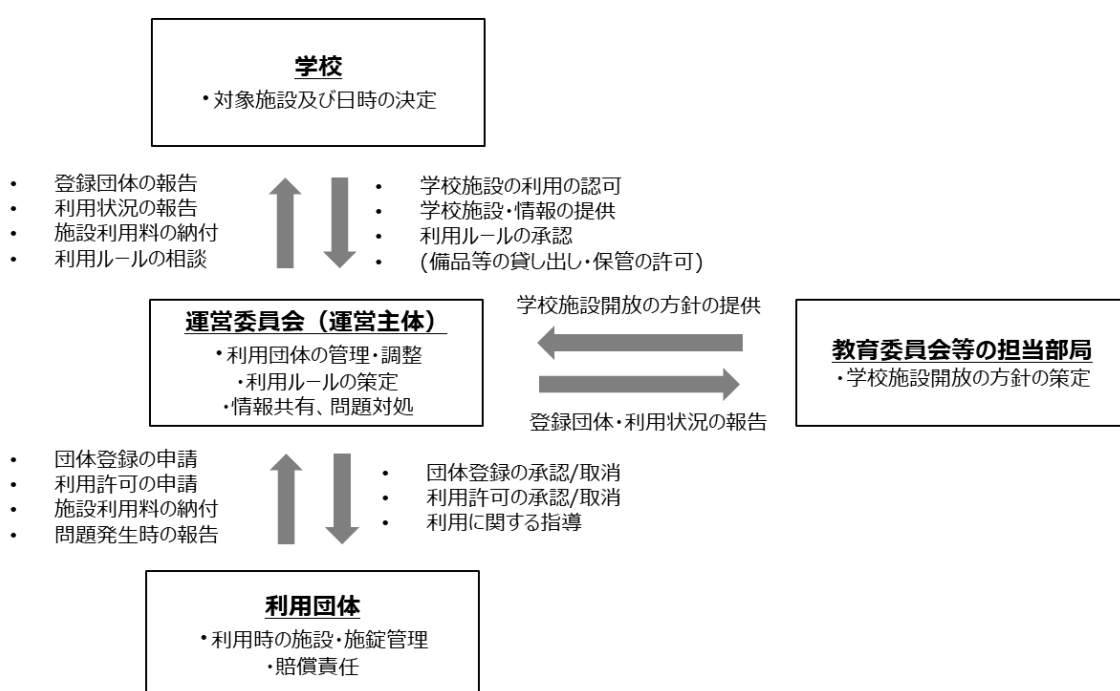 学校
・対象施設及び日時の決定
・ 登録団体の報告
・ 利用状況の報告
・ 施設利用料の納付
・ 利用ルールの相談
・ 学校施設の利用の認可
・ 学校施設・情報の提供
・ 利用ルールの承認
・ (備品等の貸し出し・保管の許可)
運営委員会（運営主体）
・利用団体の管理・調整
・利用ルールの策定
・情報共有、問題対処
学校施設開放の方針の提供
登録団体・利用状況の報告
教育委員会等の担当部局
・学校施設開放の方針の策定
・ 団体登録の申請
・ 利用許可の申請
・ 施設利用料の納付
・ 問題発生時の報告
・ 団体登録の承認/取消
・ 利用許可の承認/取消
・ 利用に関する指導
利用団体
・利用時の施設・施錠管理
・賠償責任